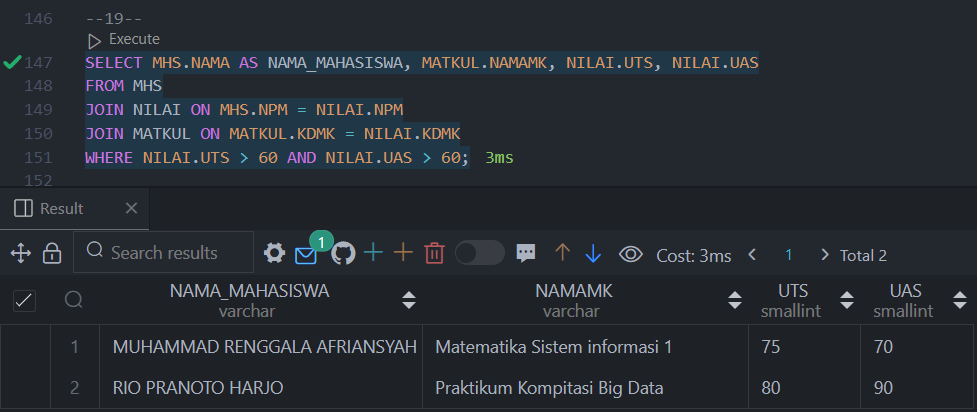 146 --19--
Execute
147 SELECT MHS.NAMA AS NAMA_MAHASISWA, MATKUL.NAMAMK, NILAI.UTS, NILAI.UAS
148 FROM MHS
149 JOIN NILAI ON MHS.NPM = NILAI.NPM
150 JOIN MATKUL ON MATKUL.KDMK = NILAI.KDMK
151 WHERE NILAI.UTS > 60 AND NILAI.UAS > 60; 3ms
152
Result
Search results 1 Cost: 3ms 1 Total 2
NAMA_MAHASISWA NAMAMK UTS UAS
varchar varchar smallint smallint
1 MUHAMMAD RENGGALA AFRIANSYAH Matematika Sistem informasi 1 75 70
2 RIO PRANOTO HARJO Praktikum Kompitasi Big Data 80 90